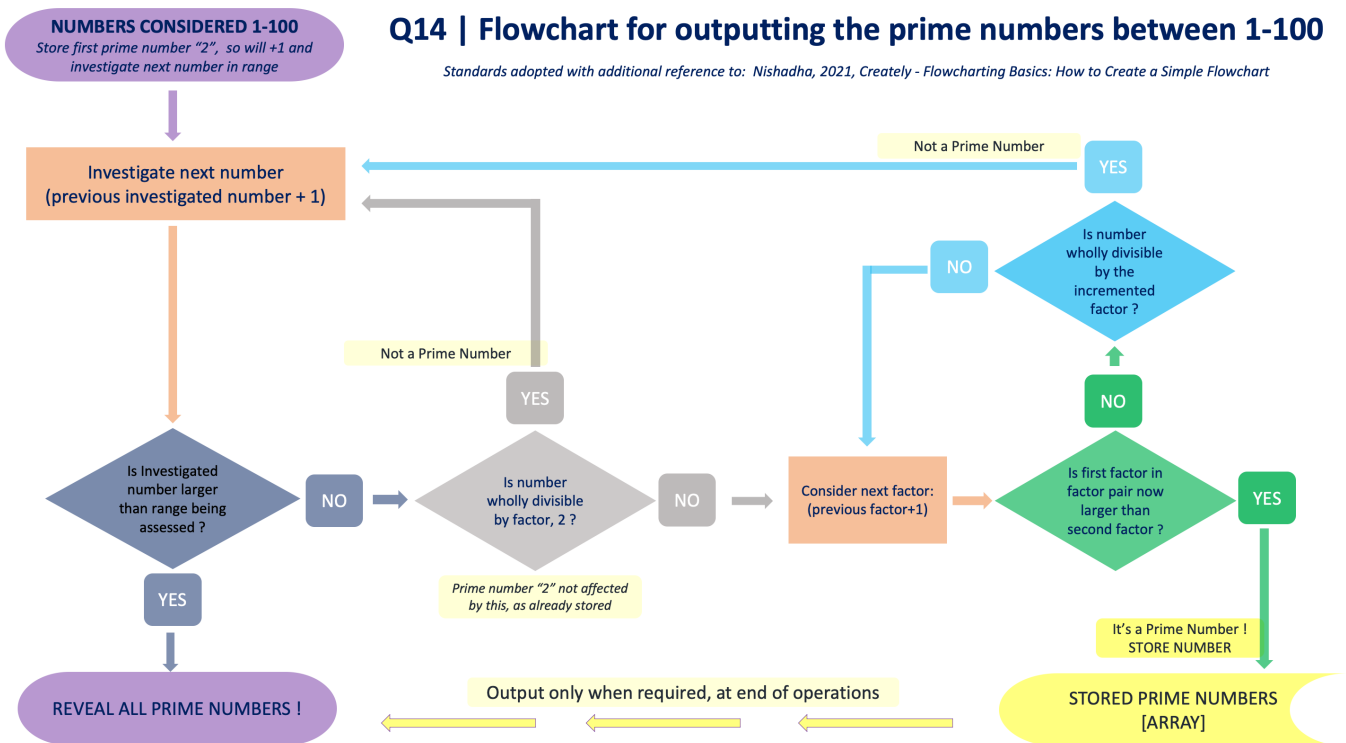 NUMBERS CONSIDERED 1-100
Store first prime number “2”, so will +1 and
investigate next number in range
Q14 | Flowchart for outputting the prime numbers between 1-100
Standards adopted with additional reference to: Nishadha, 2021, Creately - Flowcharting Basics: How to Create a Simple Flowchart
Investigate next number
(previous investigated number + 1)
Not a Prime Number
YES
Is number
wholly divisible
by the
incremented
factor ?
NO
Not a Prime Number
YES
NO
Is Investigated
number larger
than range being
assessed ?
NO
Is number
wholly divisible
by factor, 2 ?
NO
Consider next factor:
(previous factor+1)
Is first factor in
factor pair now
larger than
second factor ?
YES
Prime number “2” not affected
by this, as already stored
YES
It’s a Prime Number !
STORE NUMBER
REVEAL ALL PRIME NUMBERS !
Output only when required, at end of operations
STORED PRIME NUMBERS
[ARRAY]